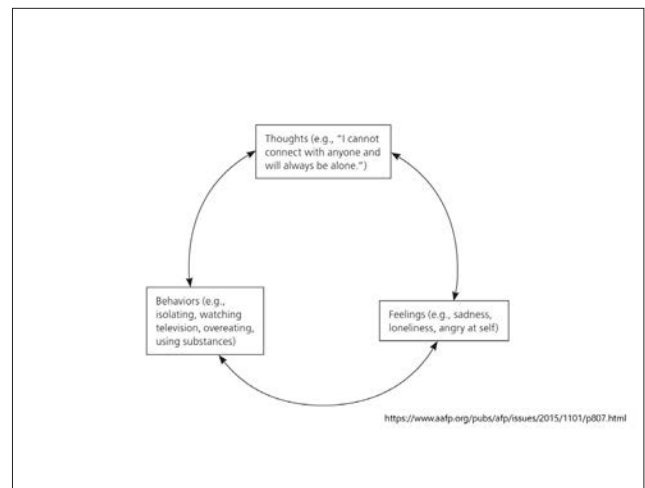 Thoughts (e.g., "I cannot
connect with anyone and
will always be alone.")
Behaviors (e.g.,
isolating, watching
television, overeating,
using substances)
Feelings (e.g., sadness,
loneliness, angry at self)
https://www.aafp.org/pubs/afp/issues/2015/1101/p807.html